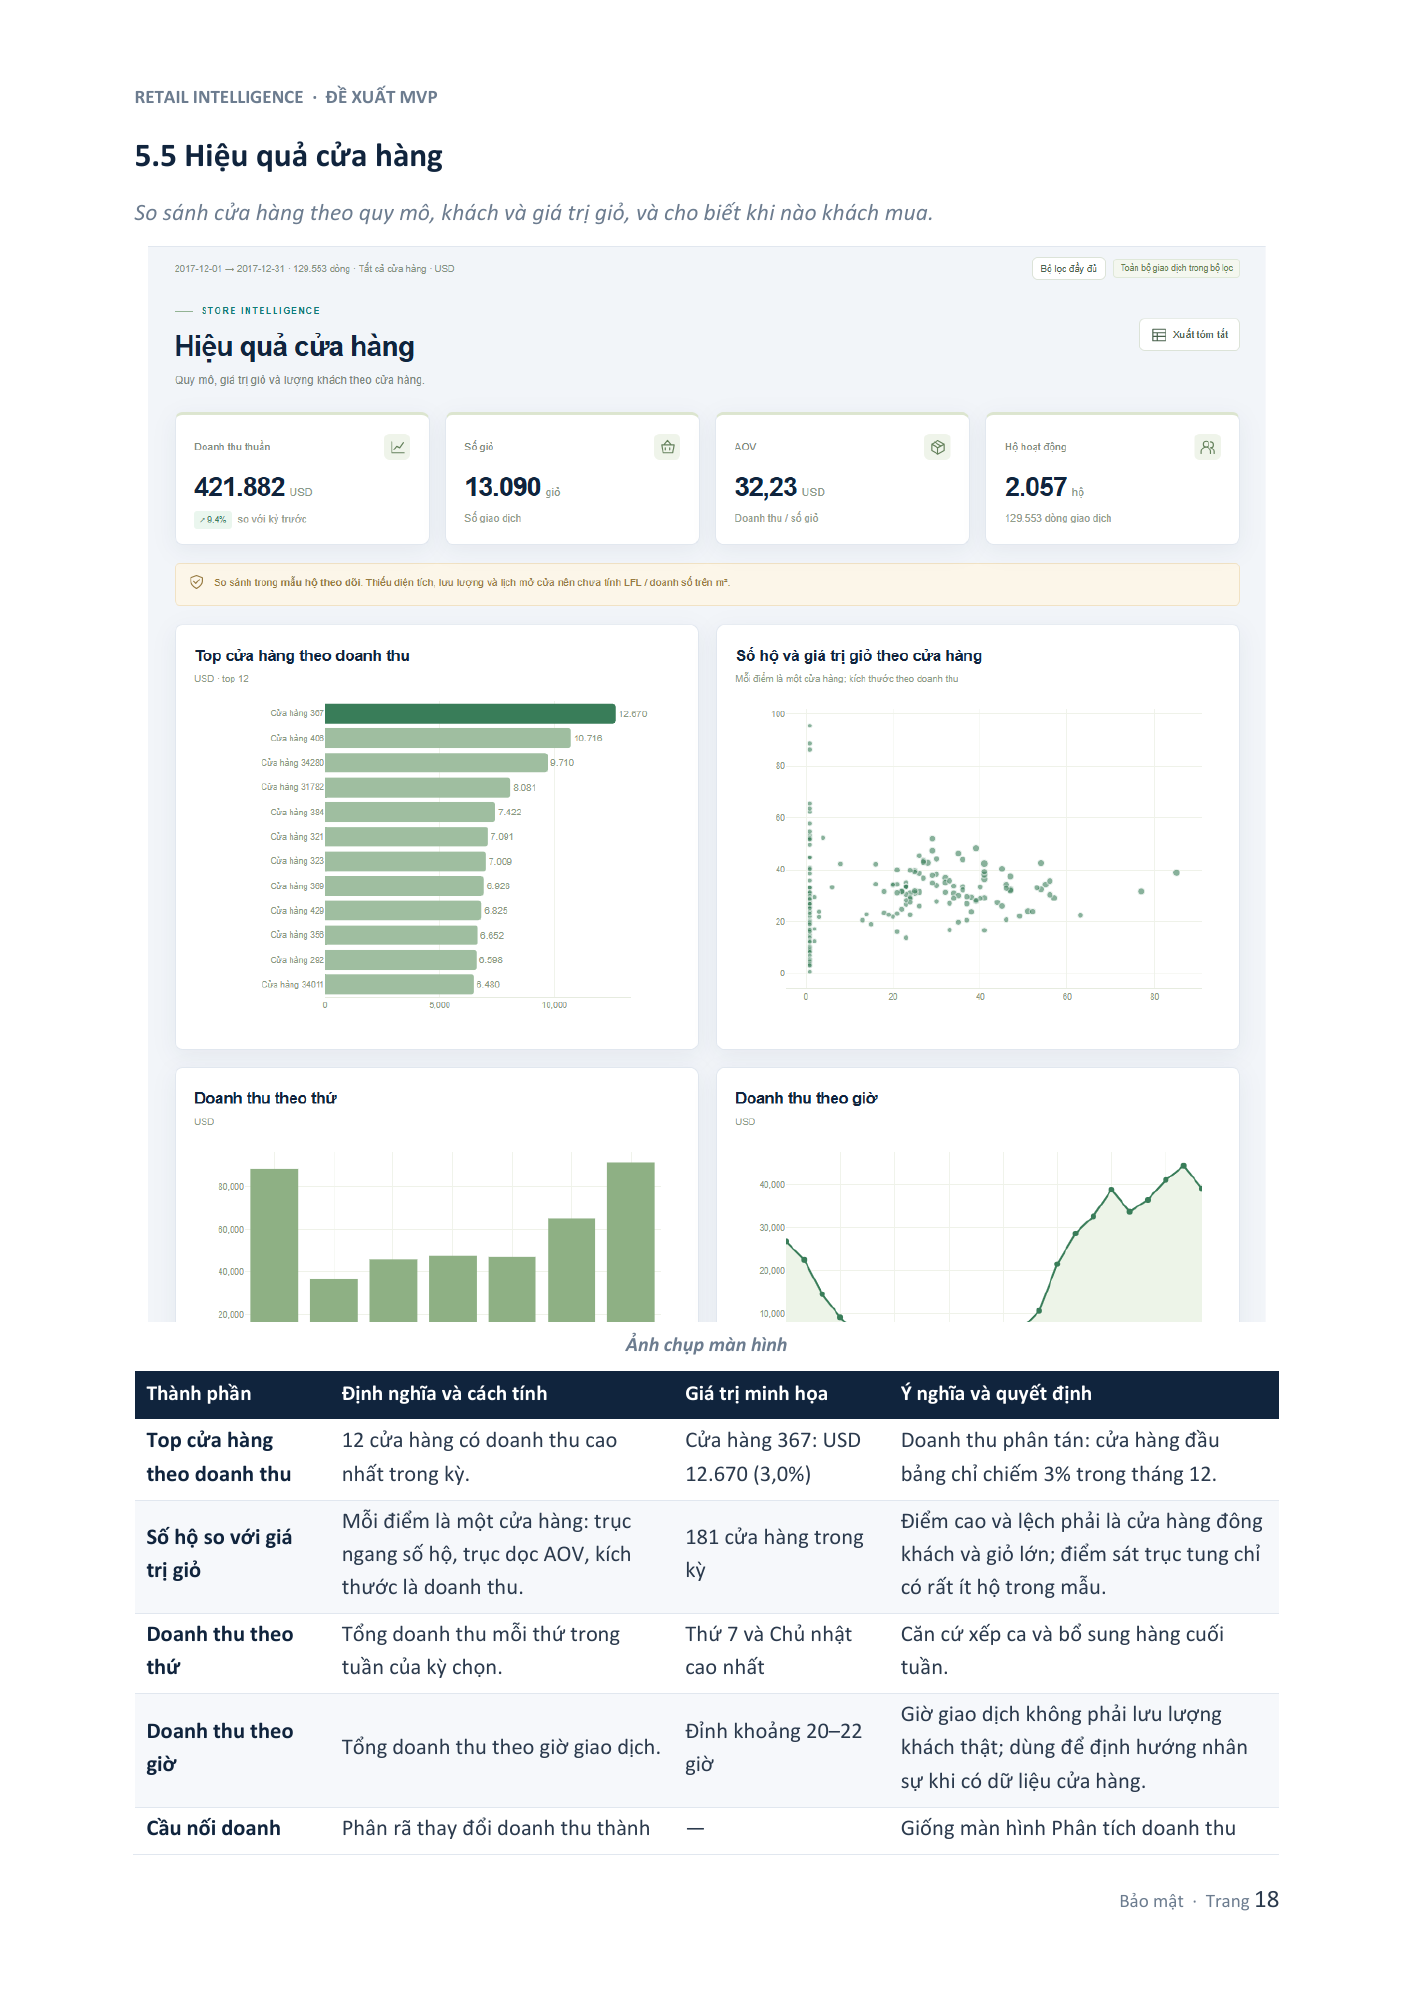 RETAIL INTELLIGENCE · ĐỀ XUẤT MVP
5.5 Hiệu quả cửa hàng
So sánh cửa hàng theo quy mô, khách và giá trị giỏ, và cho biết khi nào khách mua.
2017-12-01 → 2017-12-31 · 129.553 dòng · Tất cả cửa hàng · USD
Bộ lọc đầy đủ
Toàn bộ giao dịch trong bộ lọc
STORE INTELLIGENCE
Hiệu quả cửa hàng
Xuất tóm tắt
Quy mô, giá trị giỏ và lượng khách theo cửa hàng.
Doanh thu thuần
Số giỏ
AOV
Hộ hoạt động
421.882 USD
13.090 giỏ
32,23 USD
2.057 hộ
↗9.4% so với kỳ trước
Số giao dịch
Doanh thu / số giỏ
129.553 dòng giao dịch
So sánh trong mẫu hộ theo dõi. Thiếu diện tích, lưu lượng và lịch mở cửa nên chưa tính LFL / doanh số trên m².
Top cửa hàng theo doanh thu
USD · top 12
Cửa hàng 367 12.670
Cửa hàng 406 10.716
Cửa hàng 34280 9.710
Cửa hàng 31782 8.081
Cửa hàng 384 7.422
Cửa hàng 321 7.091
Cửa hàng 323 7.009
Cửa hàng 369 6.928
Cửa hàng 429 6.825
Cửa hàng 356 6.652
Cửa hàng 292 6.598
Cửa hàng 34011 6.480
0 5,000 10,000
Số hộ và giá trị giỏ theo cửa hàng
Mỗi điểm là một cửa hàng; kích thước theo doanh thu
100
80
60
40
20
0
0 20 40 60 80
Doanh thu theo thứ
USD
80,000
60,000
40,000
20,000
Doanh thu theo giờ
USD
40,000
30,000
20,000
10,000
Ảnh chụp màn hình
Thành phần Định nghĩa và cách tính Giá trị minh họa Ý nghĩa và quyết định
Top cửa hàng 12 cửa hàng có doanh thu cao Cửa hàng 367: USD Doanh thu phân tán: cửa hàng đầu
theo doanh thu nhất trong kỳ. 12.670 (3,0%) bảng chỉ chiếm 3% trong tháng 12.
Số hộ so với giá trị giỏ
Mỗi điểm là một cửa hàng: trục
ngang số hộ, trục dọc AOV, kích
thước là doanh thu.
181 cửa hàng trong
kỳ
Điểm cao và lệch phải là cửa hàng đông
khách và giỏ lớn; điểm sát trục tung chỉ
có rất ít hộ trong mẫu.
Doanh thu theo Tổng doanh thu mỗi thứ trong Thứ 7 và Chủ nhật Căn cứ xếp ca và bổ sung hàng cuối
thứ tuần của kỳ chọn. cao nhất tuần.
Doanh thu theo
giờ
Tổng doanh thu theo giờ giao dịch.
Đỉnh khoảng 20–22
giờ
Giờ giao dịch không phải lưu lượng
khách thật; dùng để định hướng nhân
sự khi có dữ liệu cửa hàng.
Cầu nối doanh Phân rã thay đổi doanh thu thành — Giống màn hình Phân tích doanh thu
Bảo mật · Trang 18